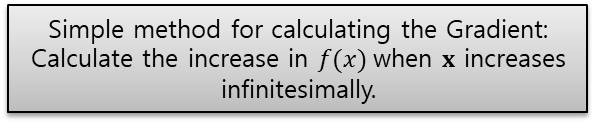 Simple method for calculating the Gradient:
Calculate the increase in f(x) when x increases
infinitesimally.